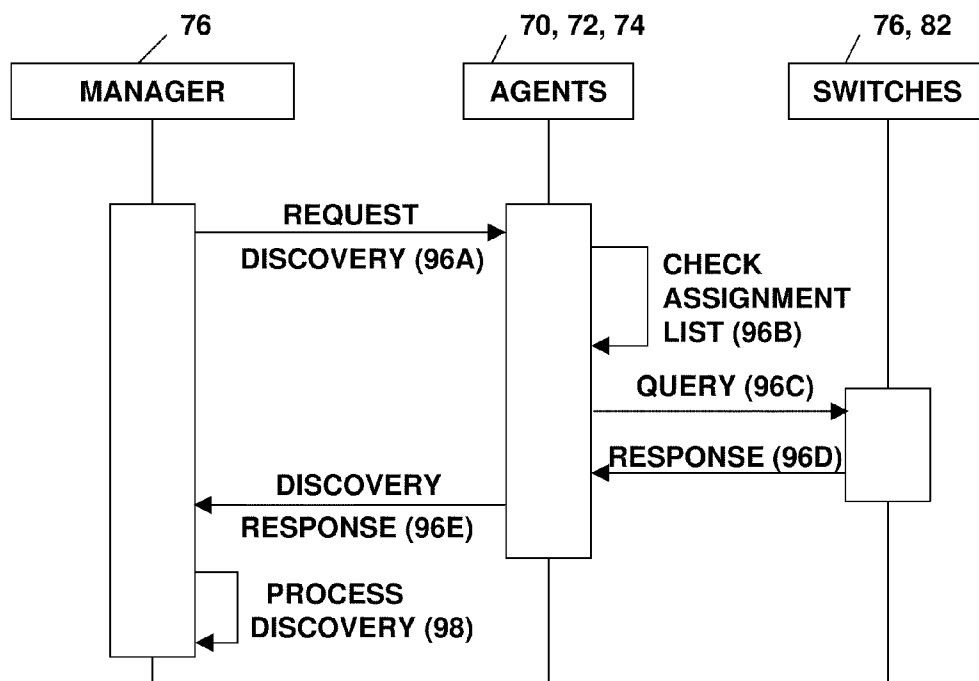 76
70, 72, 74
76, 82
MANAGER
AGENTS
SWITCHES
REQUEST
DISCOVERY (96A)
CHECK
ASSIGNMENT
LIST (96B)
QUERY (96C)
RESPONSE (96D)
DISCOVERY
RESPONSE (96E)
PROCESS
DISCOVERY (98)